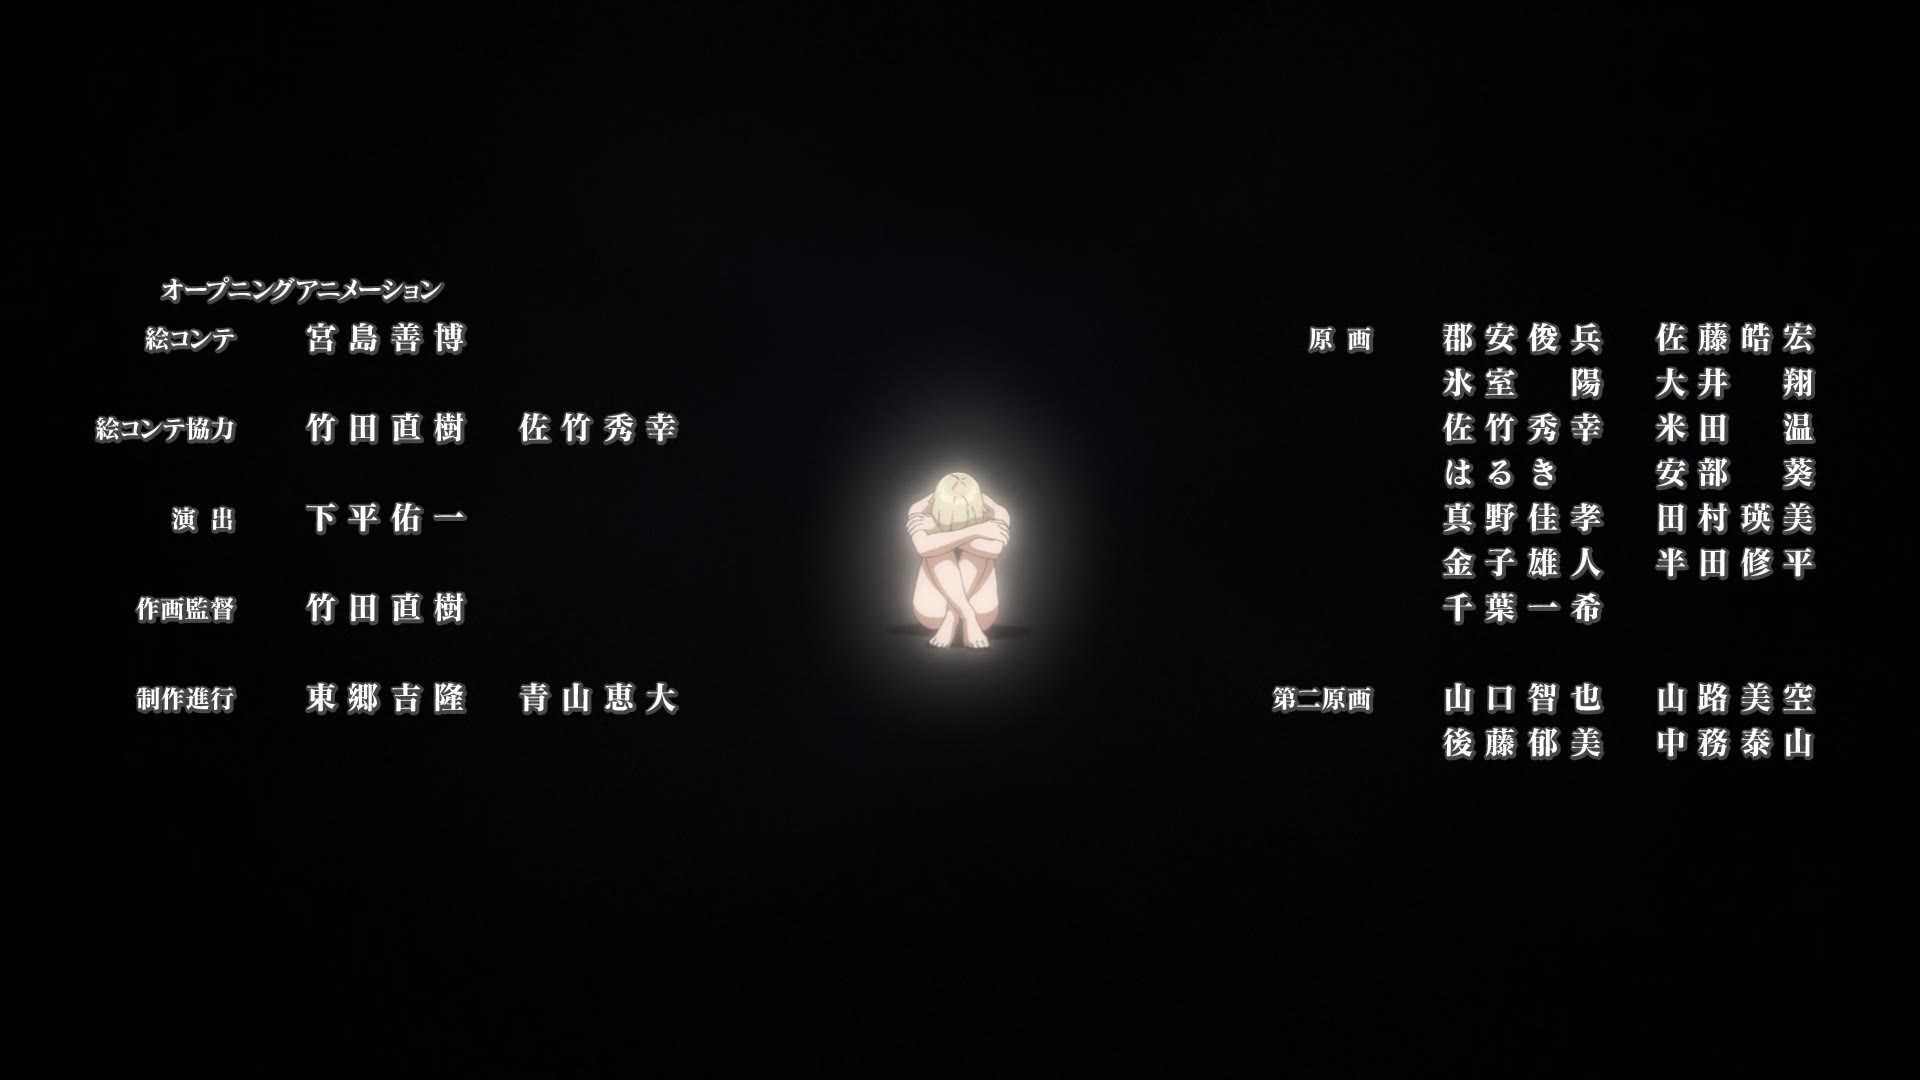 オープニングアニメーション
絵コンテ 宮島善博
絵コンテ協力 竹田直樹 佐竹秀幸
演出 下平佑一
作画監督 竹田直樹
制作進行 東郷吉隆 青山恵大
原画 郡安俊兵 佐藤皓宏
氷室 陽 大井 翔
佐竹秀幸 米田 温
はるき 安部 葵
真野佳孝 田村瑛美
金子雄人 半田修平
千葉一希
第二原画 山口智也 山路美空
後藤郁美 中務泰山